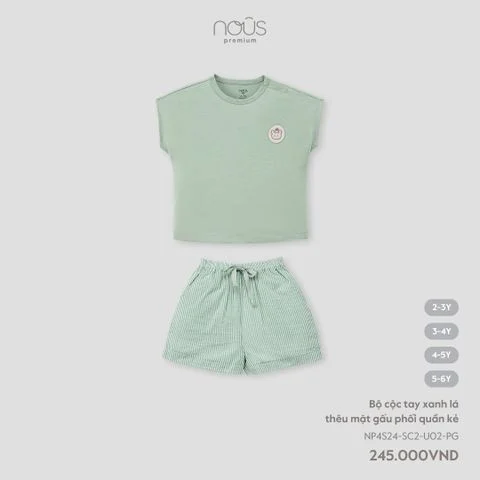 noûs
premium
2-3Y
3-4Y
4-5Y
5-6Y
Bộ cộc tay xanh lá
thêu mặt gấu phối quần kẻ
NP4S24-SC2-U02-PG
245.000VND